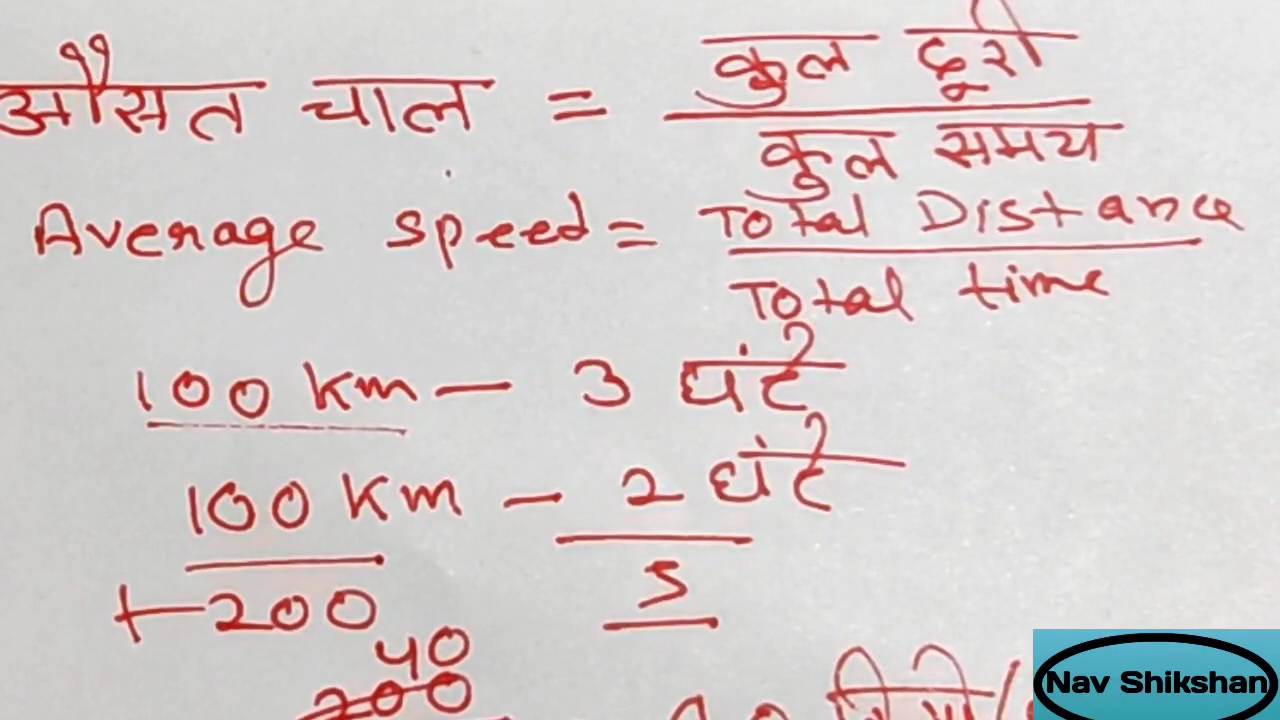 औसत चाल = कुल दूरी
कुल समय
Average speed = Total Distance
Total time
100 km — 3 घंटे
100 km — 2 घंटे
+ 200 5
40
200
Nav Shikshan